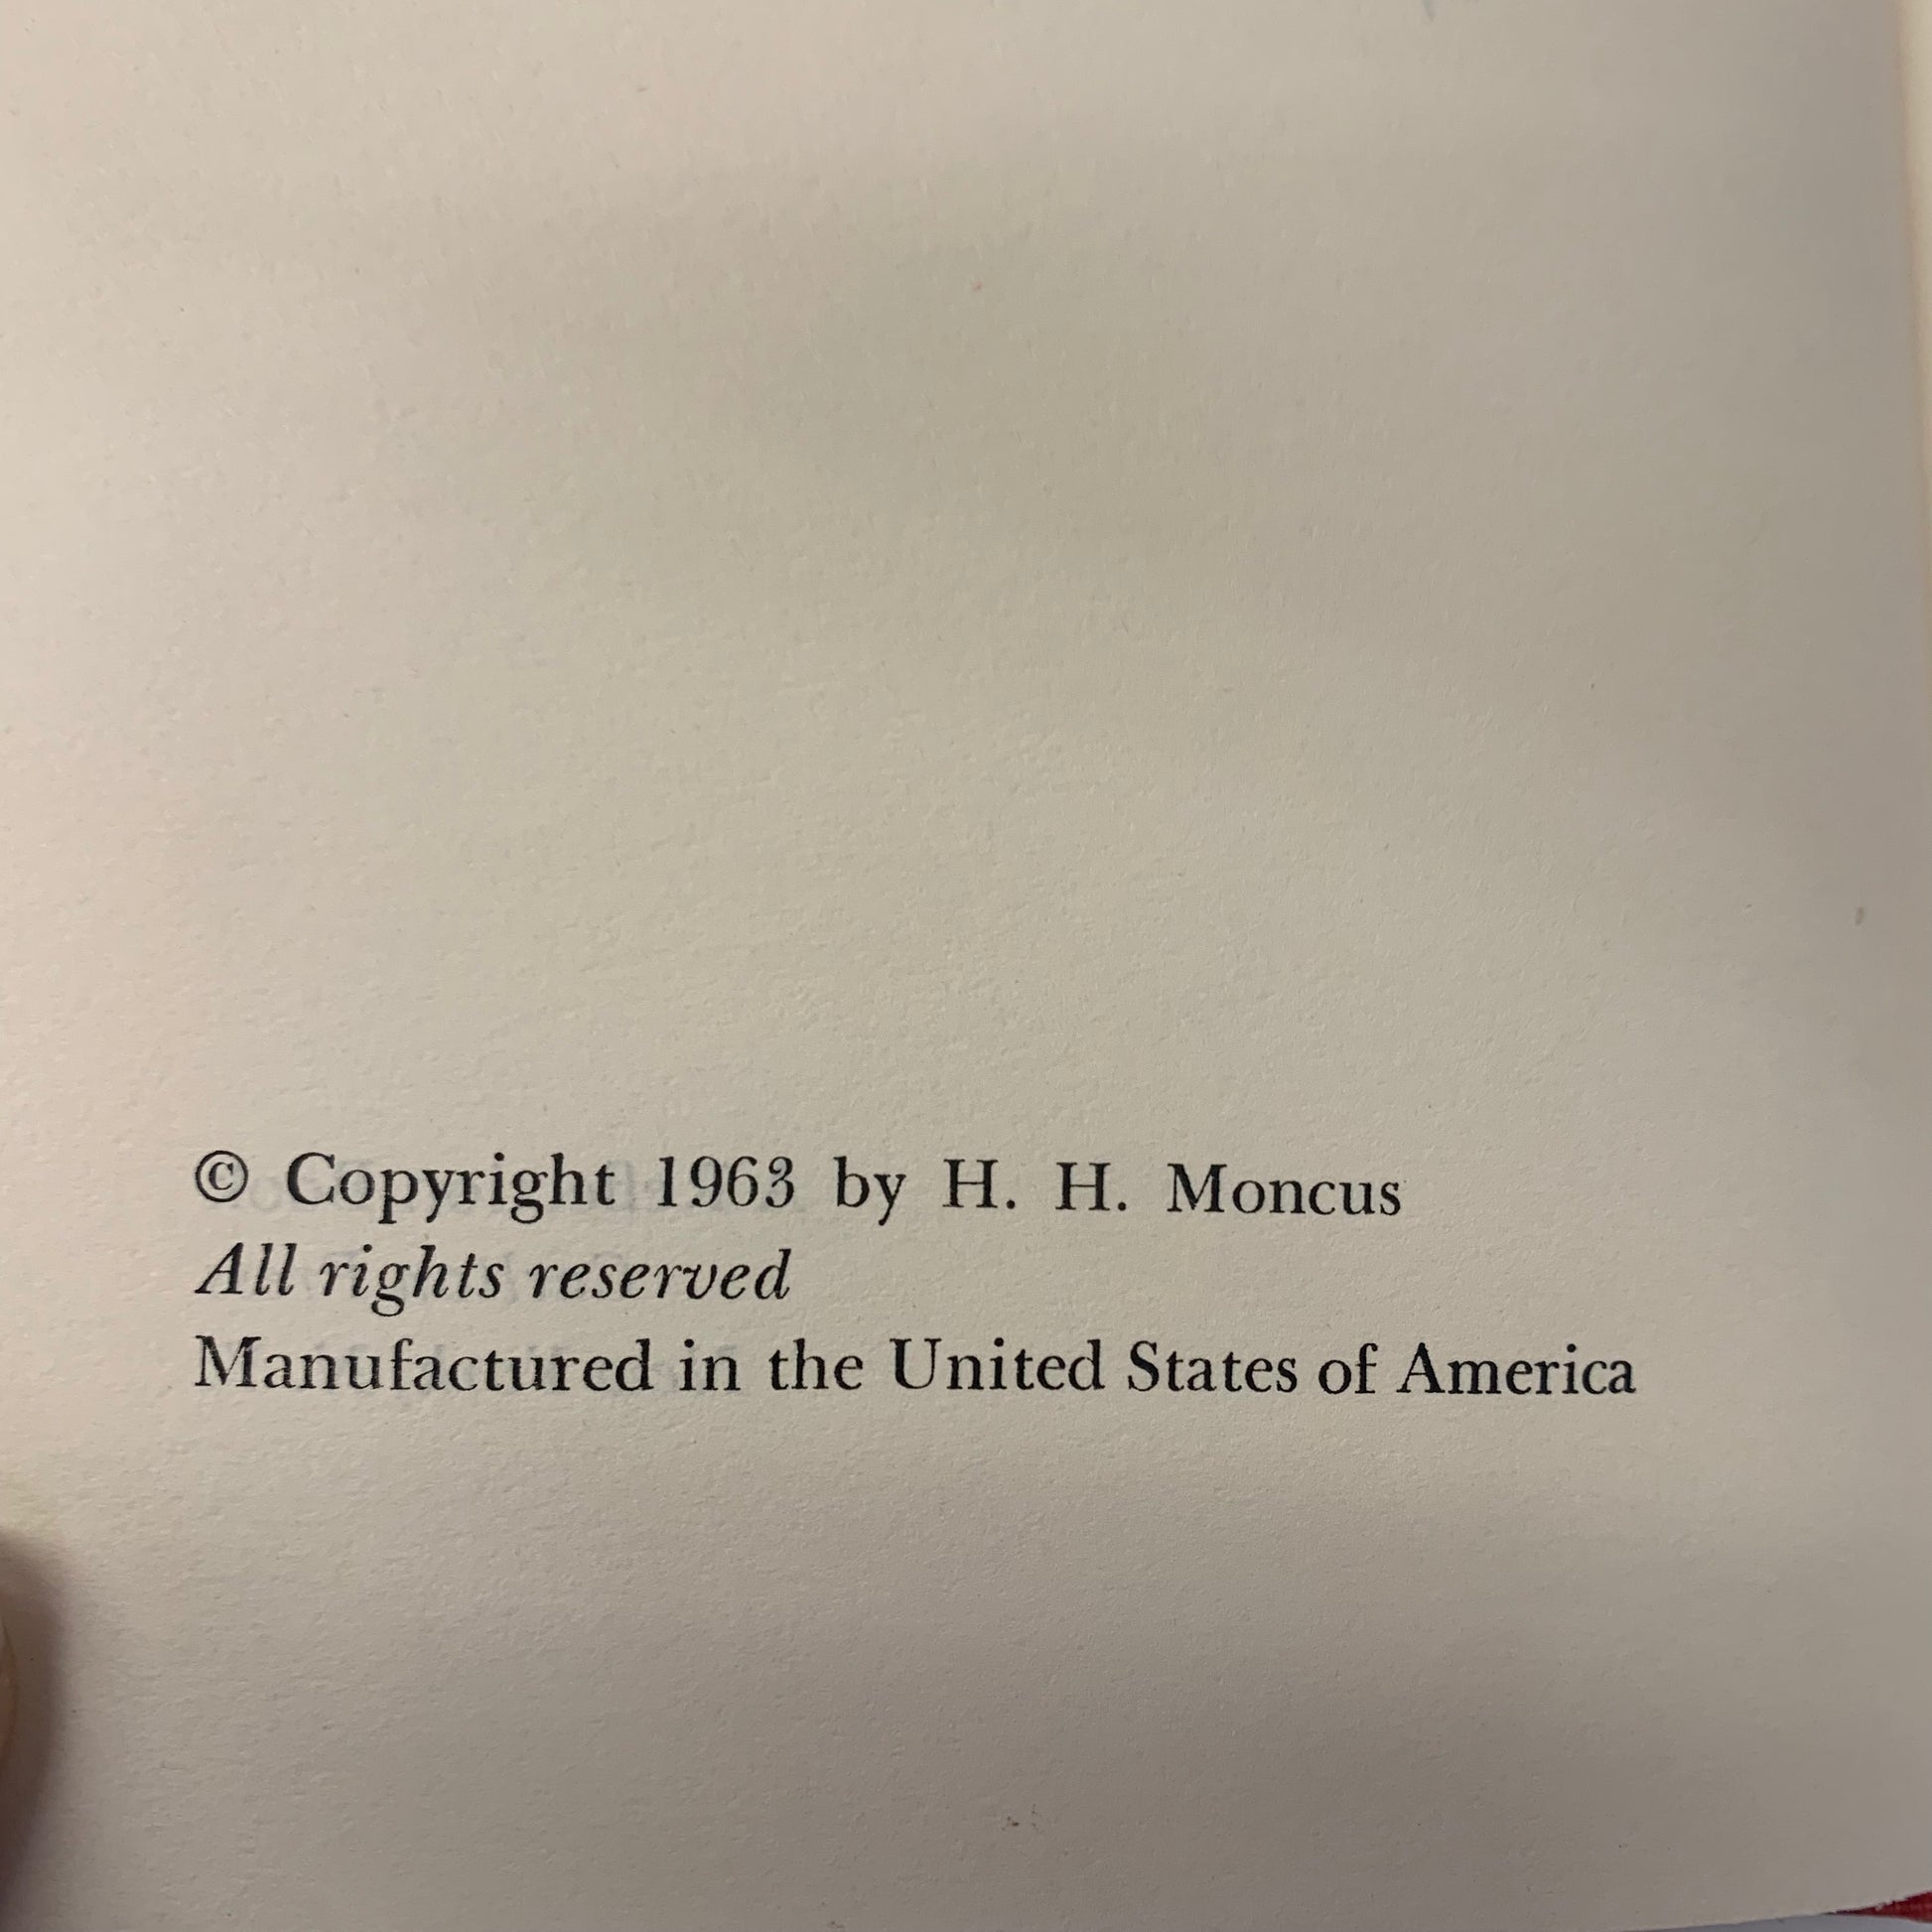 © Copyright 1963 by H. H. Moncus
All rights reserved
Manufactured in the United States of America